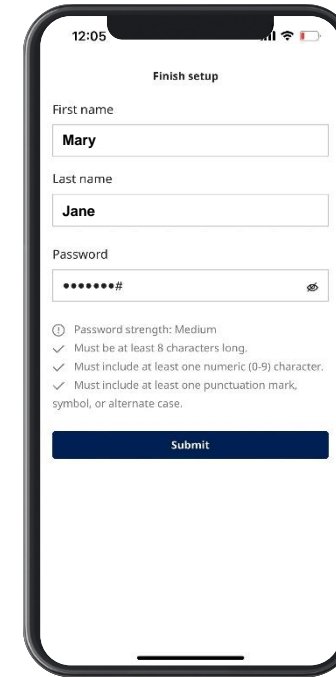 12:05
Finish setup
First name
Mary
Last name
Jane
Password
•••••••#
Password strength: Medium
Must be at least 8 characters long.
Must include at least one numeric (0-9) character.
Must include at least one punctuation mark,
symbol, or alternate case.
Submit